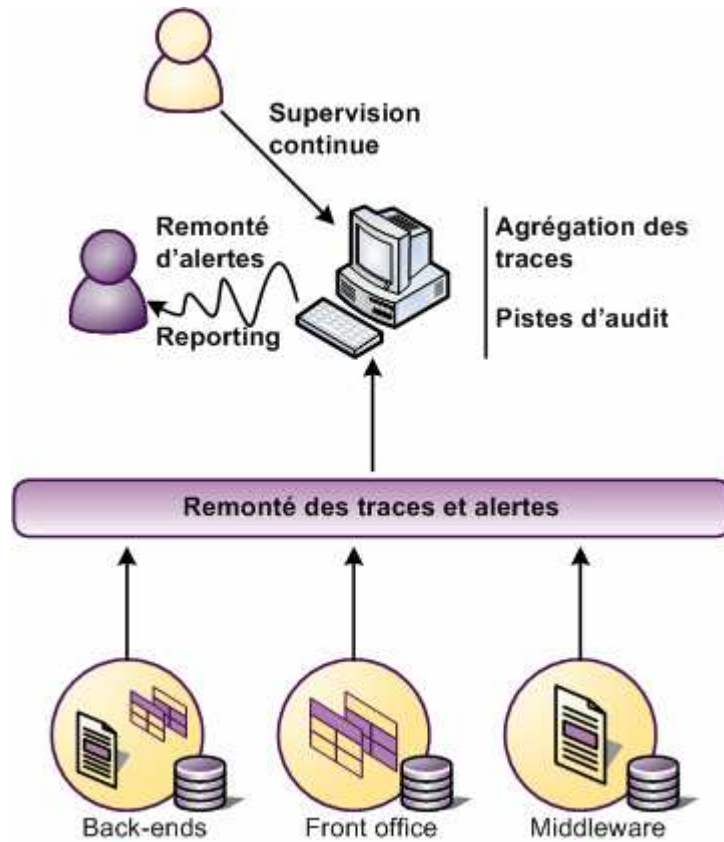 Supervision
continue
Remonté
d'alertes
Reporting
Agrégation des
traces
Pistes d'audit
Remonté des traces et alertes
Back-ends
Front office
Middleware